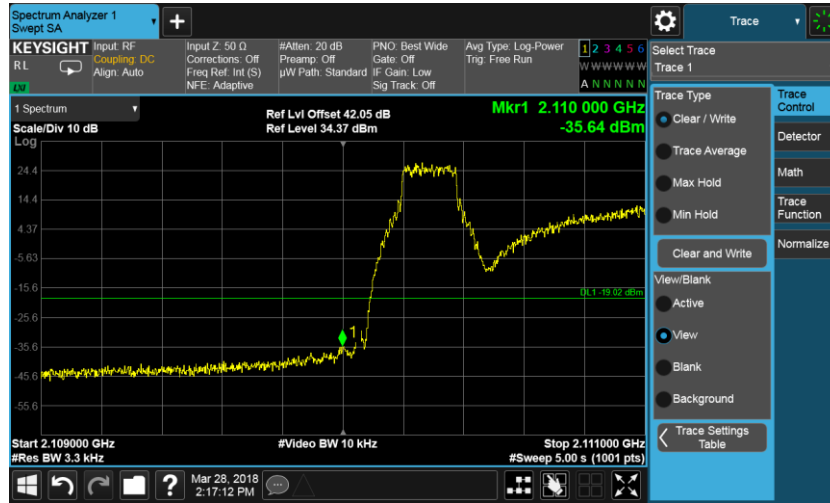 Spectrum Analyzer 1
Swept SA
+
Trace
KEYSIGHT
RL
LXI
Input: RF
Coupling: DC
Align: Auto
Input Z: 50 Ω
Corrections: Off
Freq Ref: Int (S)
NFE: Adaptive
#Atten: 20 dB
Preamp: Off
µW Path: Standard
PNO: Best Wide
Gate: Off
IF Gain: Low
Sig Track: Off
Avg Type: Log-Power
Trig: Free Run
1 2 3 4 5 6
W W W W W W
A N N N N N
Select Trace
Trace 1
1 Spectrum
Scale/Div 10 dB
Log
Ref Lvl Offset 42.05 dB
Ref Level 34.37 dBm
Mkr1 2.110 000 GHz
-35.64 dBm
24.4
14.4
4.37
-5.63
-15.6
-25.6
-35.6
-45.6
-55.6
DL1 -19.02 dBm
1
Start 2.109000 GHz
#Res BW 3.3 kHz
#Video BW 10 kHz
Stop 2.111000 GHz
#Sweep 5.00 s (1001 pts)
Trace Type
Clear / Write
Trace Average
Max Hold
Min Hold
Clear and Write
View/Blank
Active
View
Blank
Background
Trace Settings
Table
Trace
Control
Detector
Math
Trace
Function
Normalize
?
Mar 28, 2018
2:17:12 PM